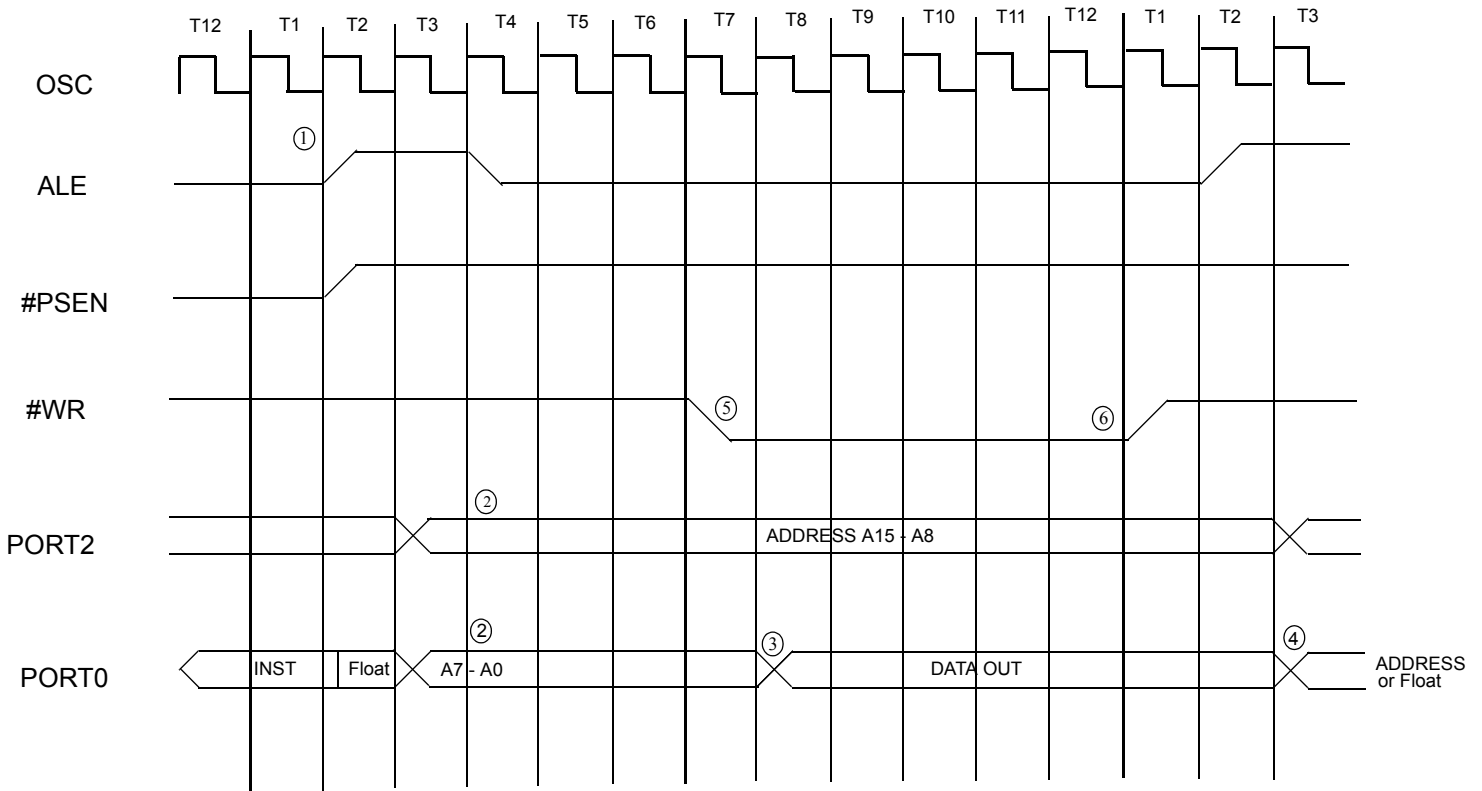 T12 T1 T2 T3 T4 T5 T6 T7 T8 T9 T10 T11 T12 T1 T2 T3
OSC
①
ALE
#PSEN
#WR ⑤ ⑥
②
PORT2 ADDRESS A15 - A8
② ③ ④
PORT0 INST Float A7 - A0 DATA OUT ADDRESS
or Float